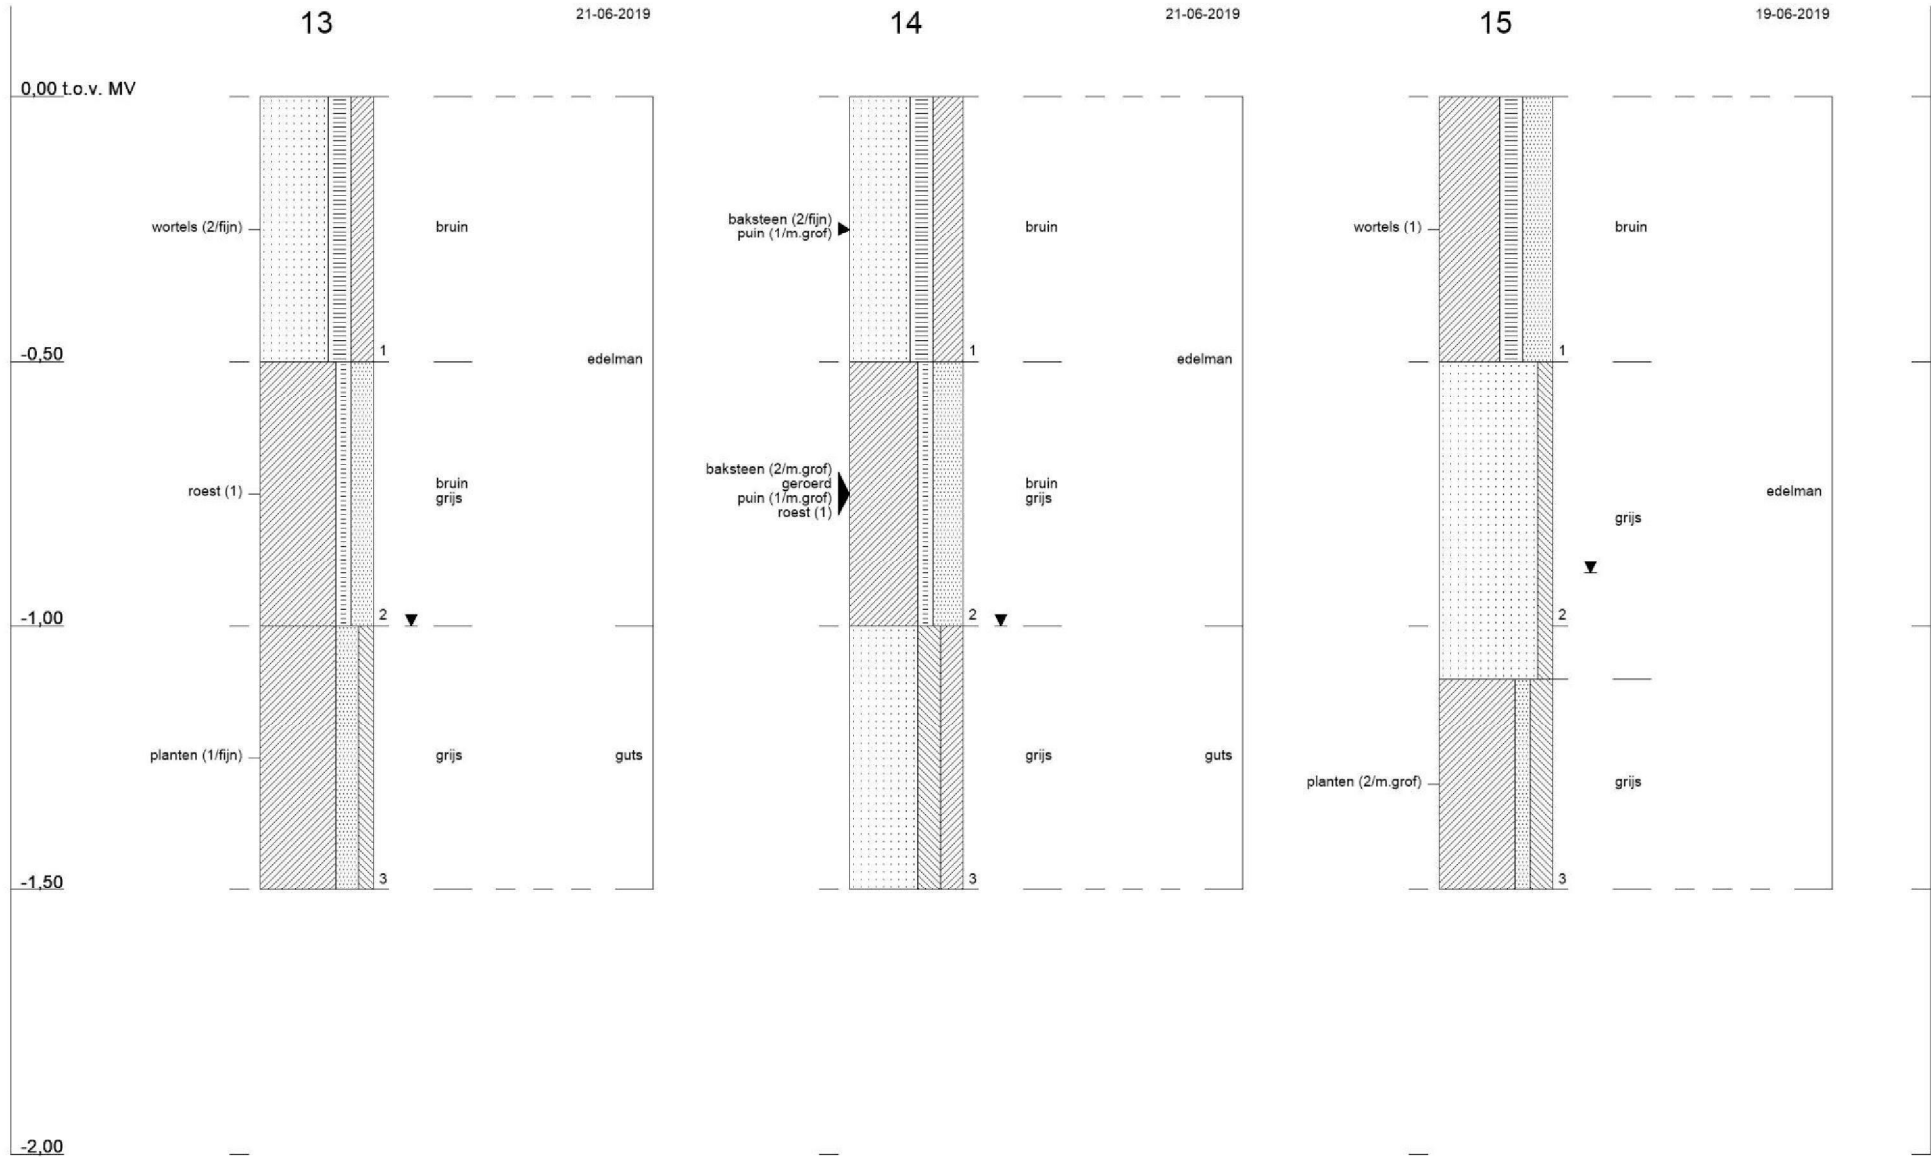 13
21-06-2019
14
21-06-2019
15
19-06-2019
0,00 t.o.v. MV
wortels (2/fijn)
bruin
baksteen (2/fijn)
puin (1/m.grof)
bruin
wortels (1)
bruin
1
1
1
-0,50
edelman
edelman
roest (1)
bruin
grijs
baksteen (2/m.grof)
geroerd
puin (1/m.grof)
roest (1)
bruin
grijs
edelman
grijs
2
2
2
-1,00
planten (1/fijn)
grijs
guts
grijs
guts
planten (2/m.grof)
grijs
3
3
3
-1,50
-2,00